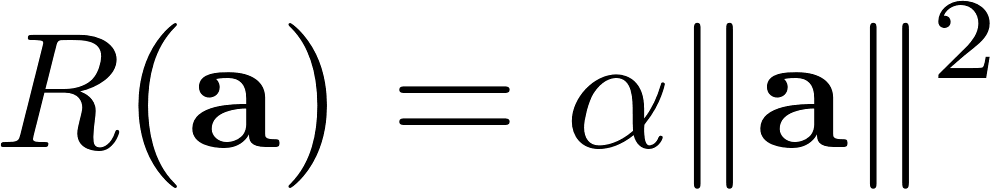 R(𝐚) = α‖𝐚‖²